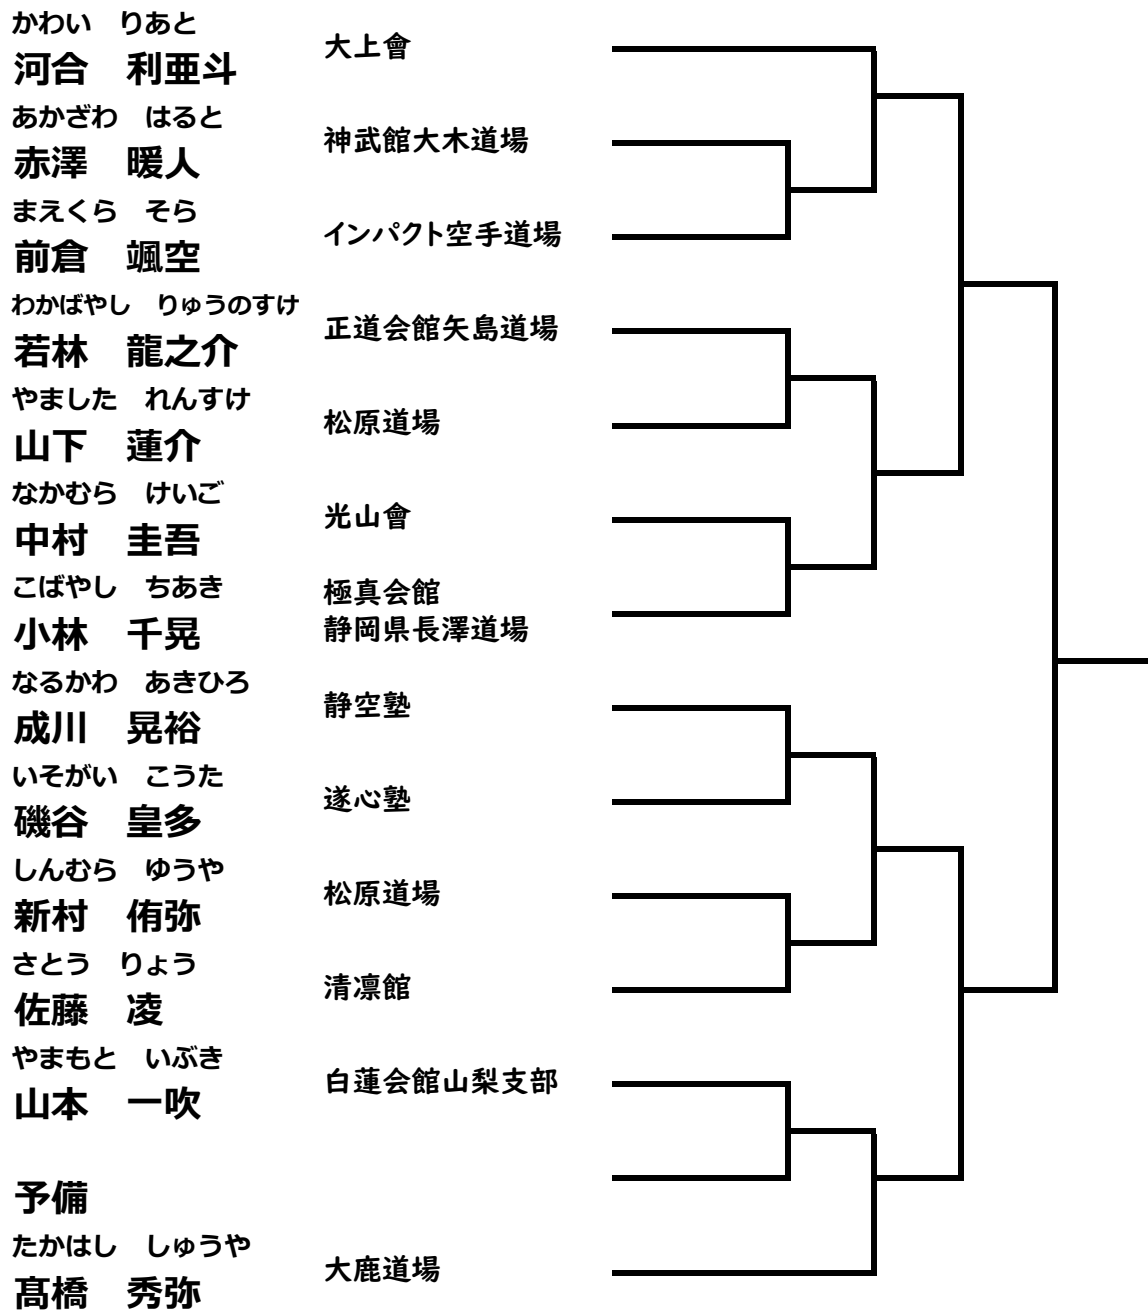 かわい　りあと
河合　利亜斗
大上會
あかざわ　はると
赤澤　暖人
神武館大木道場
まえくら　そら
前倉　颯空
インパクト空手道場
わかばやし　りゅうのすけ
若林　龍之介
正道会館矢島道場
やました　れんすけ
山下　蓮介
松原道場
なかむら　けいご
中村　圭吾
光山會
こばやし　ちあき
小林　千晃
極真会館
静岡県長澤道場
なるかわ　あきひろ
成川　晃裕
静空塾
いそがい　こうた
磯谷　皇多
遂心塾
しんむら　ゆうや
新村　侑弥
松原道場
さとう　りょう
佐藤　凌
清凛館
やまもと　いぶき
山本　一吹
白蓮会館山梨支部
予備
たかはし　しゅうや
髙橋　秀弥
大鹿道場